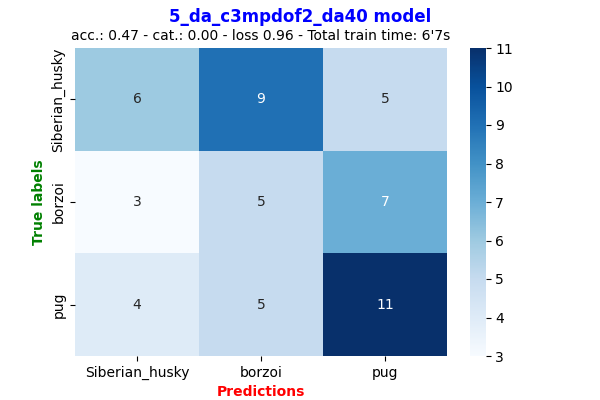 5_da_c3mpdof2_da40 model
acc.: 0.47 - cat.: 0.00 - loss 0.96 - Total train time: 6'7s
True labels
Siberian_husky
borzoi
pug
6 9 5
3 5 7
4 5 11
Siberian_husky borzoi pug
Predictions
11
10
9
8
7
6
5
4
3